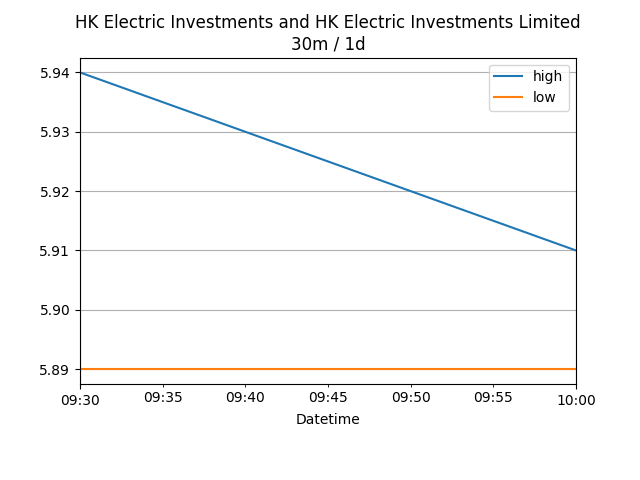 HK Electric Investments and HK Electric Investments Limited
30m / 1d
high
low
5.94
5.93
5.92
5.91
5.90
5.89
09:30 09:35 09:40 09:45 09:50 09:55 10:00
Datetime